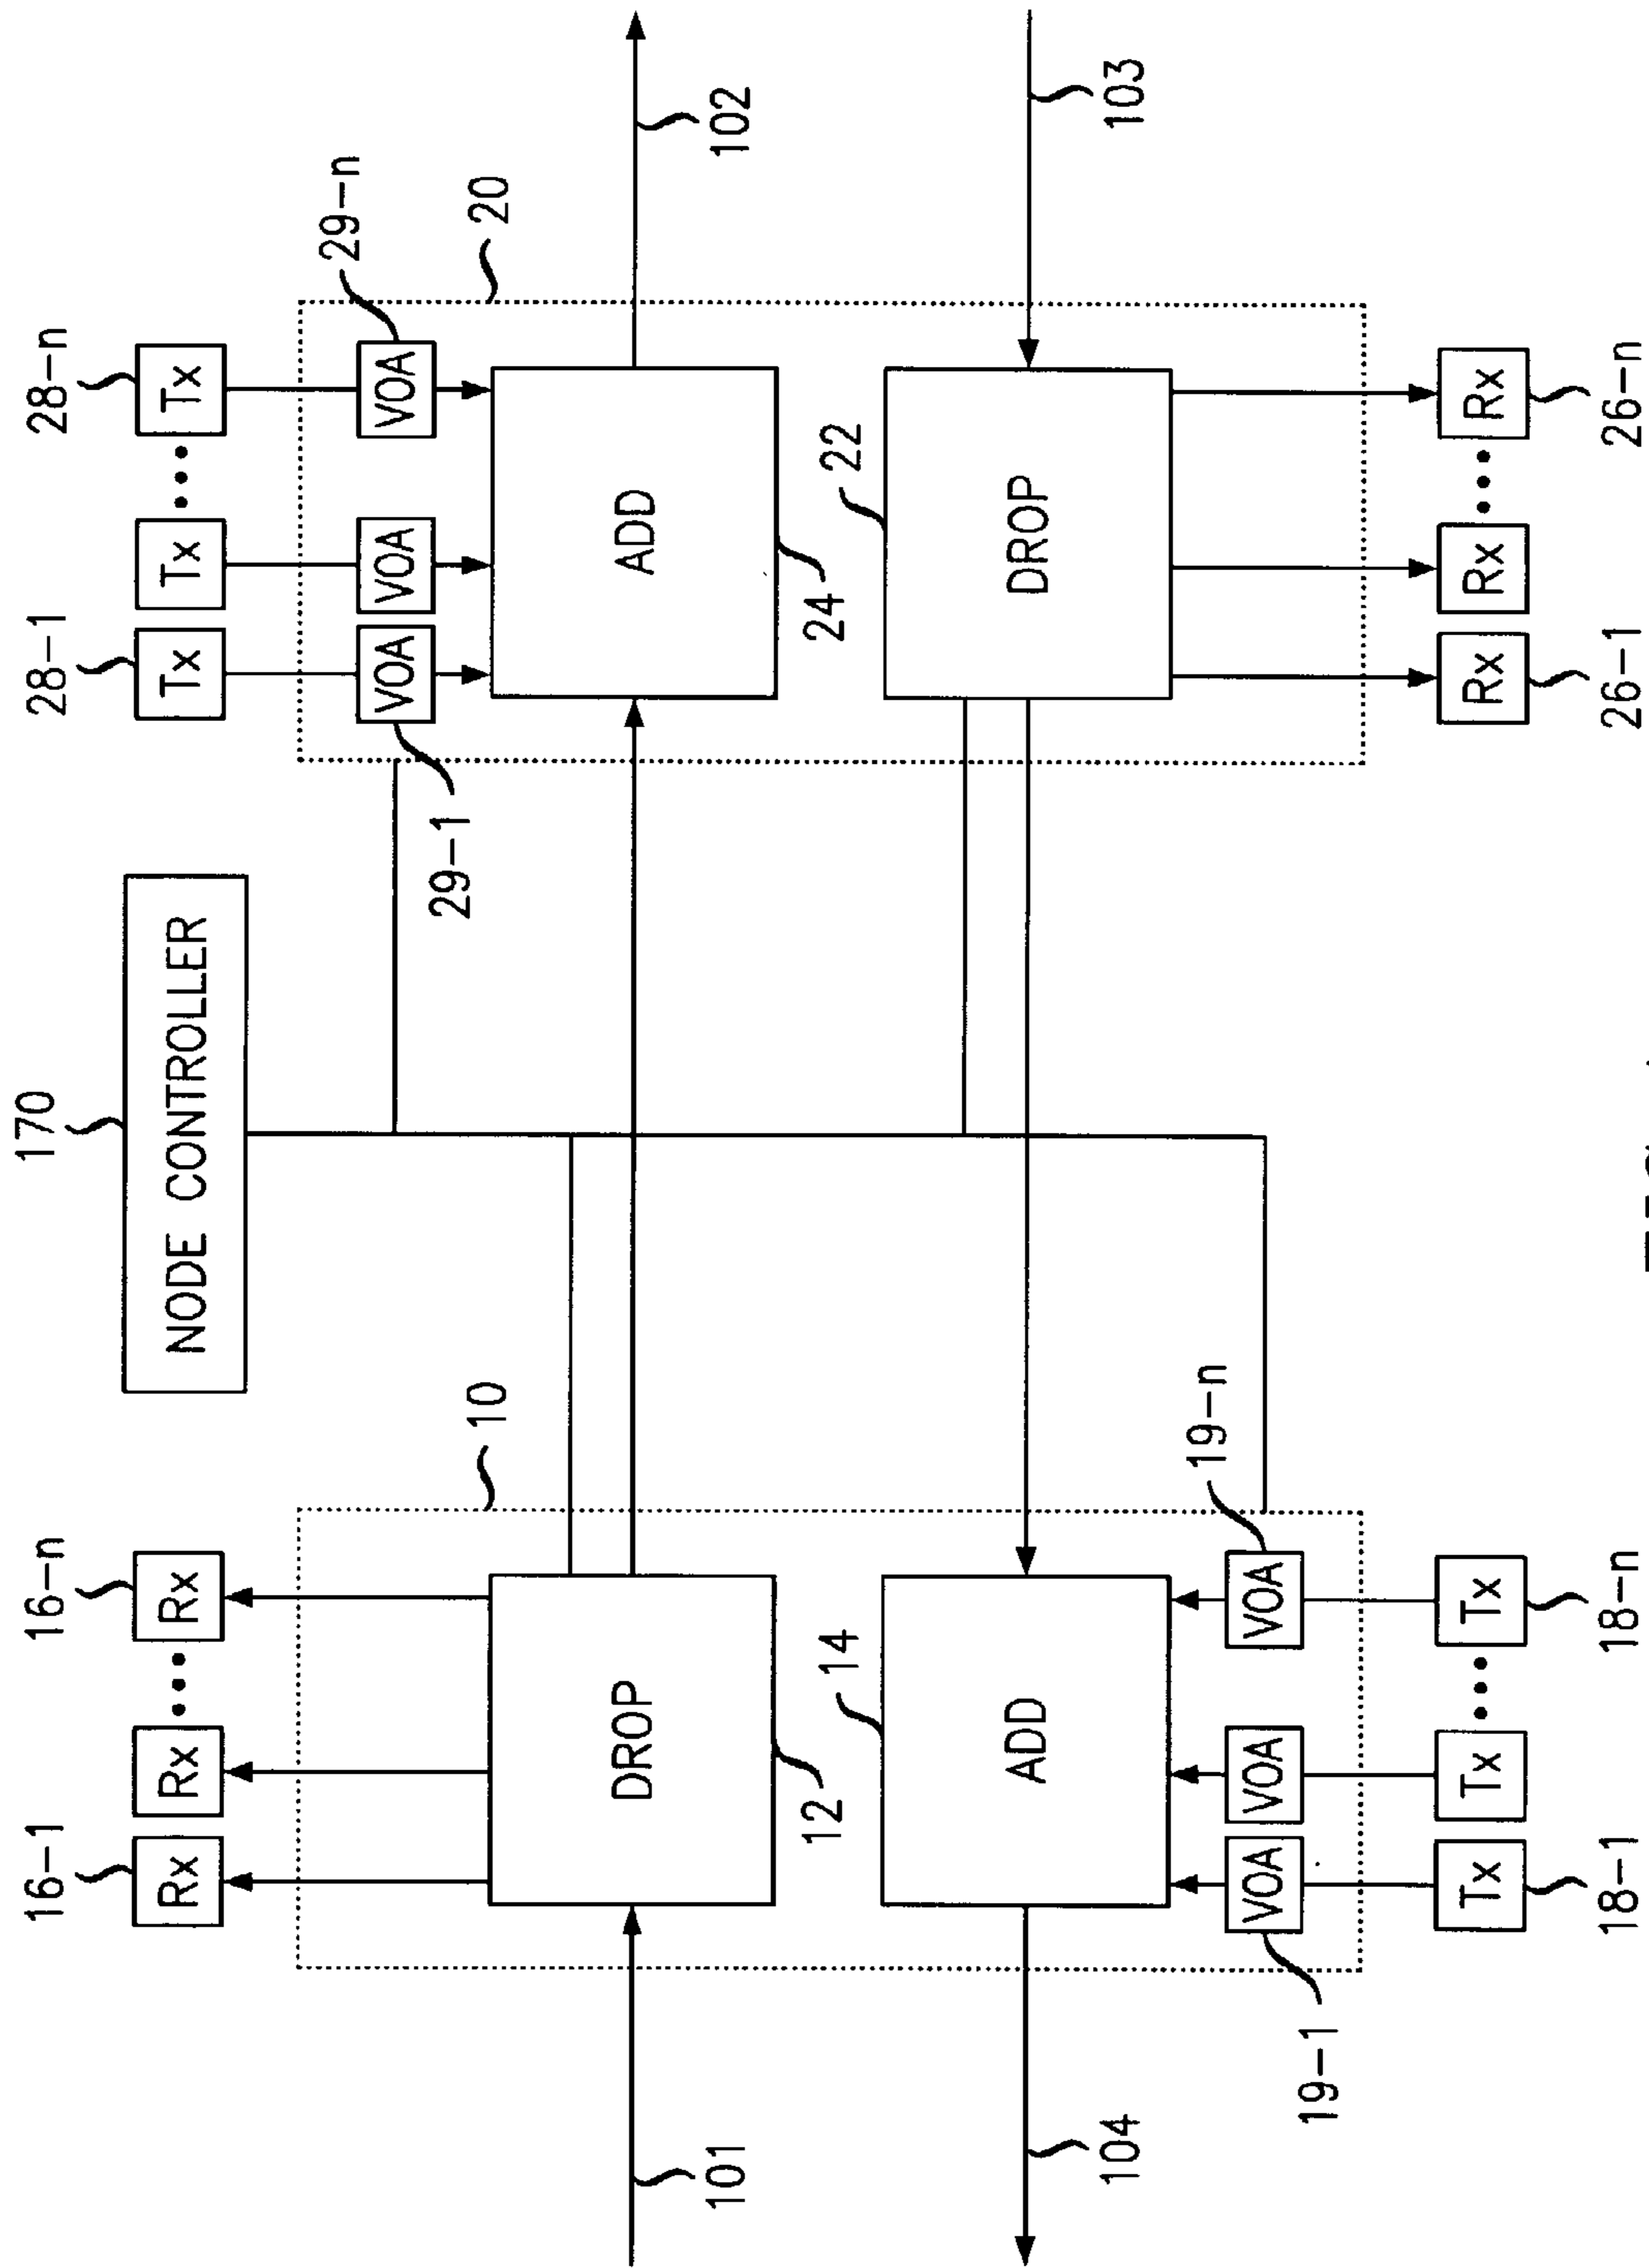 170
NODE CONTROLLER
16-1
16-n
28-1
28-n
Rx
Rx
Rx
Tx
Tx
Tx
10
20
29-n
VOA
VOA
VOA
29-1
DROP
ADD
12
24
101
102
14
22
ADD
DROP
104
103
19-n
VOA
VOA
VOA
19-1
Tx
Tx
Tx
Rx
Rx
Rx
18-1
18-n
26-1
26-n